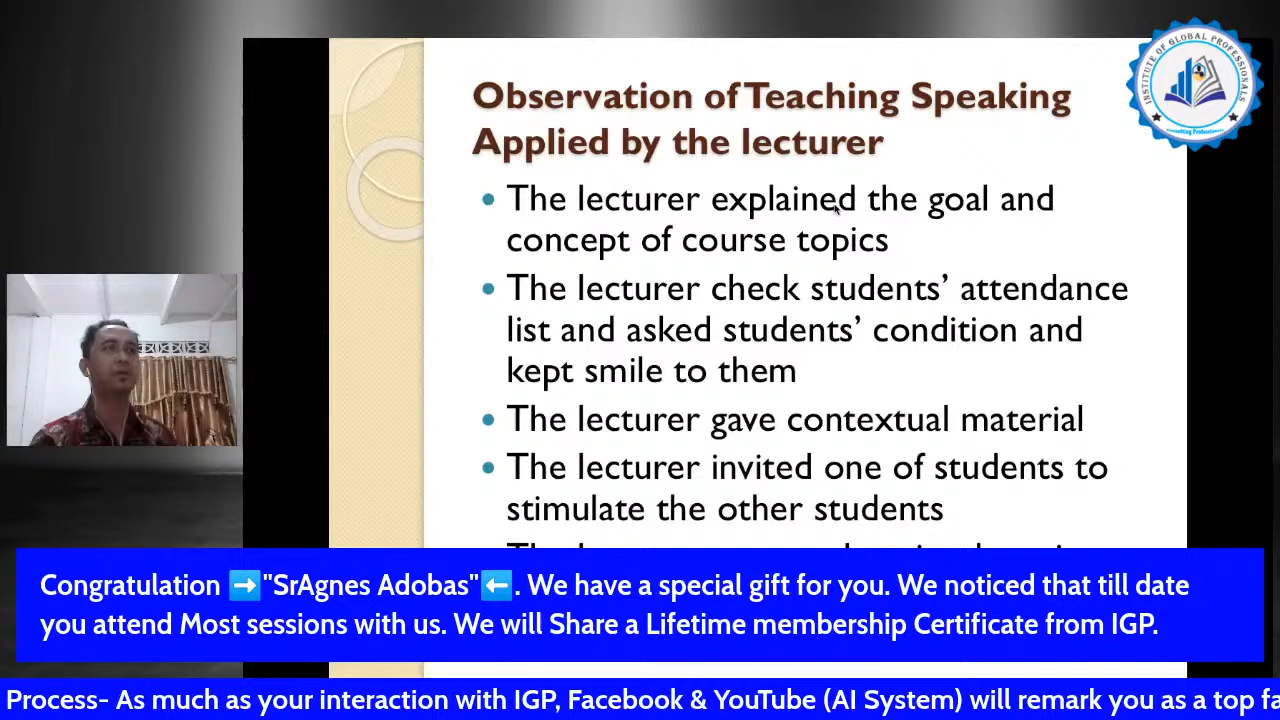 Observation of Teaching Speaking
Applied by the lecturer
INSTITUTE OF GLOBAL PROFESSIONALS
Consulting Professionals
• The lecturer explained the goal and
concept of course topics
• The lecturer check students’ attendance
list and asked students’ condition and
kept smile to them
• The lecturer gave contextual material
• The lecturer invited one of students to
stimulate the other students
Congratulation ➡️"SrAgnes Adobas"⬅️. We have a special gift for you. We noticed that till date
you attend Most sessions with us. We will Share a Lifetime membership Certificate from IGP.
Process- As much as your interaction with IGP, Facebook & YouTube (AI System) will remark you as a top fa